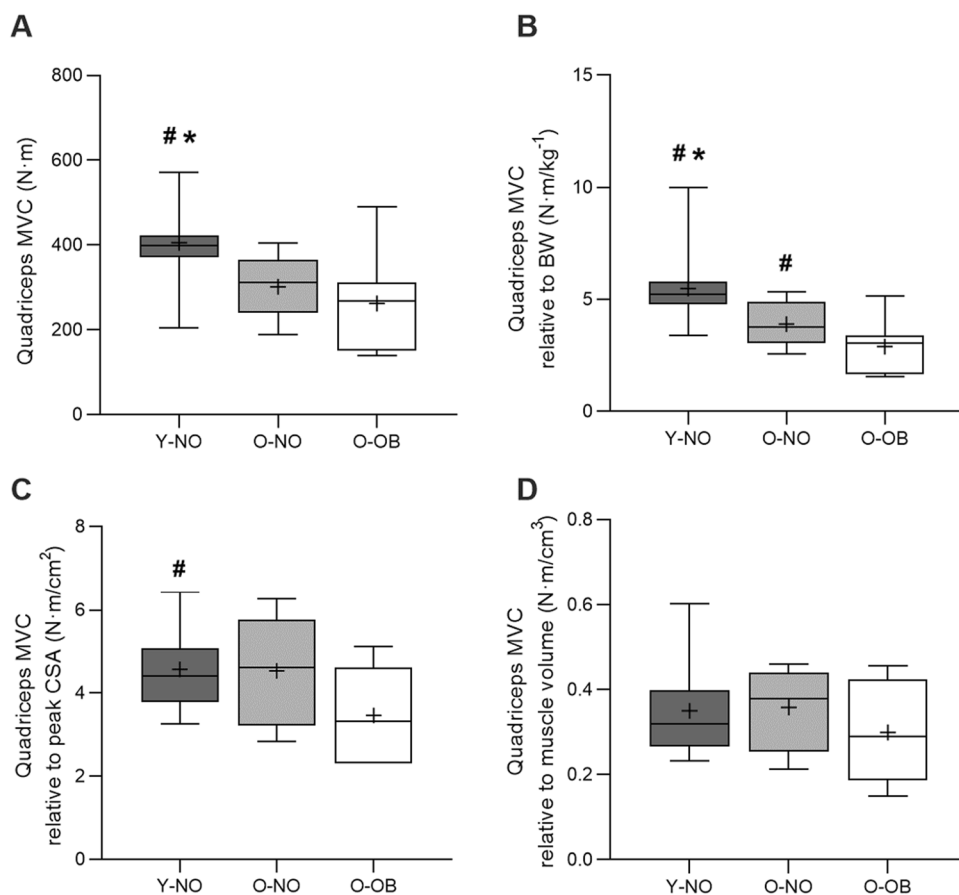 A
Quadriceps MVC (N·m)
800
600
400
200
0
# *
Y-NO O-NO O-OB
B
Quadriceps MVC
relative to BW (N·m/kg⁻¹)
15
10
5
0
# *
#
Y-NO O-NO O-OB
C
Quadriceps MVC
relative to peak CSA (N·m/cm²)
8
6
4
2
0
#
Y-NO O-NO O-OB
D
Quadriceps MVC
relative to muscle volume (N·m/cm³)
0.8
0.6
0.4
0.2
0.0
Y-NO O-NO O-OB